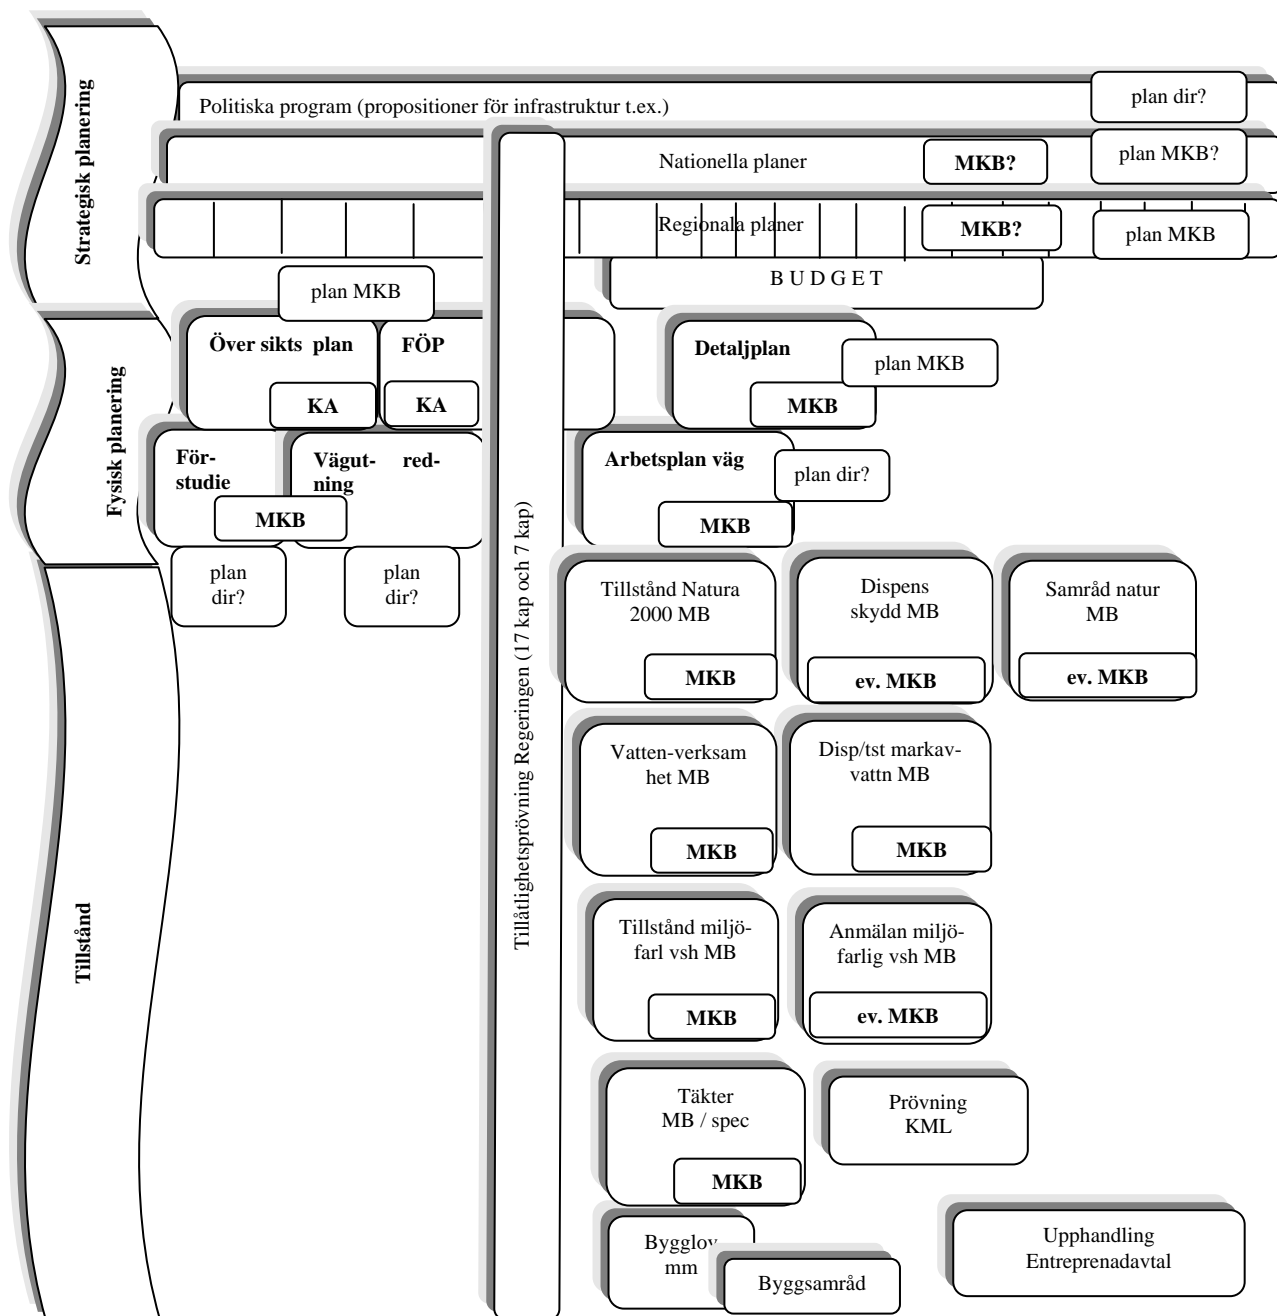 Strategisk planering
Politiska program (propositioner för infrastruktur t.ex.)
plan dir?
Nationella planer
MKB?
plan MKB?
Regionala planer
MKB?
plan MKB
B U D G E T
plan MKB
Fysisk planering
Över sikts plan
KA
FÖP
KA
Detaljplan
plan MKB
MKB
För-
studie
Vägut- red-
ning
MKB
Arbetsplan väg
plan dir?
MKB
plan
dir?
plan
dir?
Tillåtlighetsprövning Regeringen (17 kap och 7 kap)
Tillstånd
Tillstånd Natura
2000 MB
MKB
Dispens
skydd MB
ev. MKB
Samråd natur
MB
ev. MKB
Vatten-verksam
het MB
MKB
Disp/tst markav-
vattn MB
MKB
Tillstånd miljö-
farl vsh MB
MKB
Anmälan miljö-
farlig vsh MB
ev. MKB
Täkter
MB / spec
MKB
Prövning
KML
Bygglov
mm
Byggsamråd
Upphandling
Entreprenadavtal